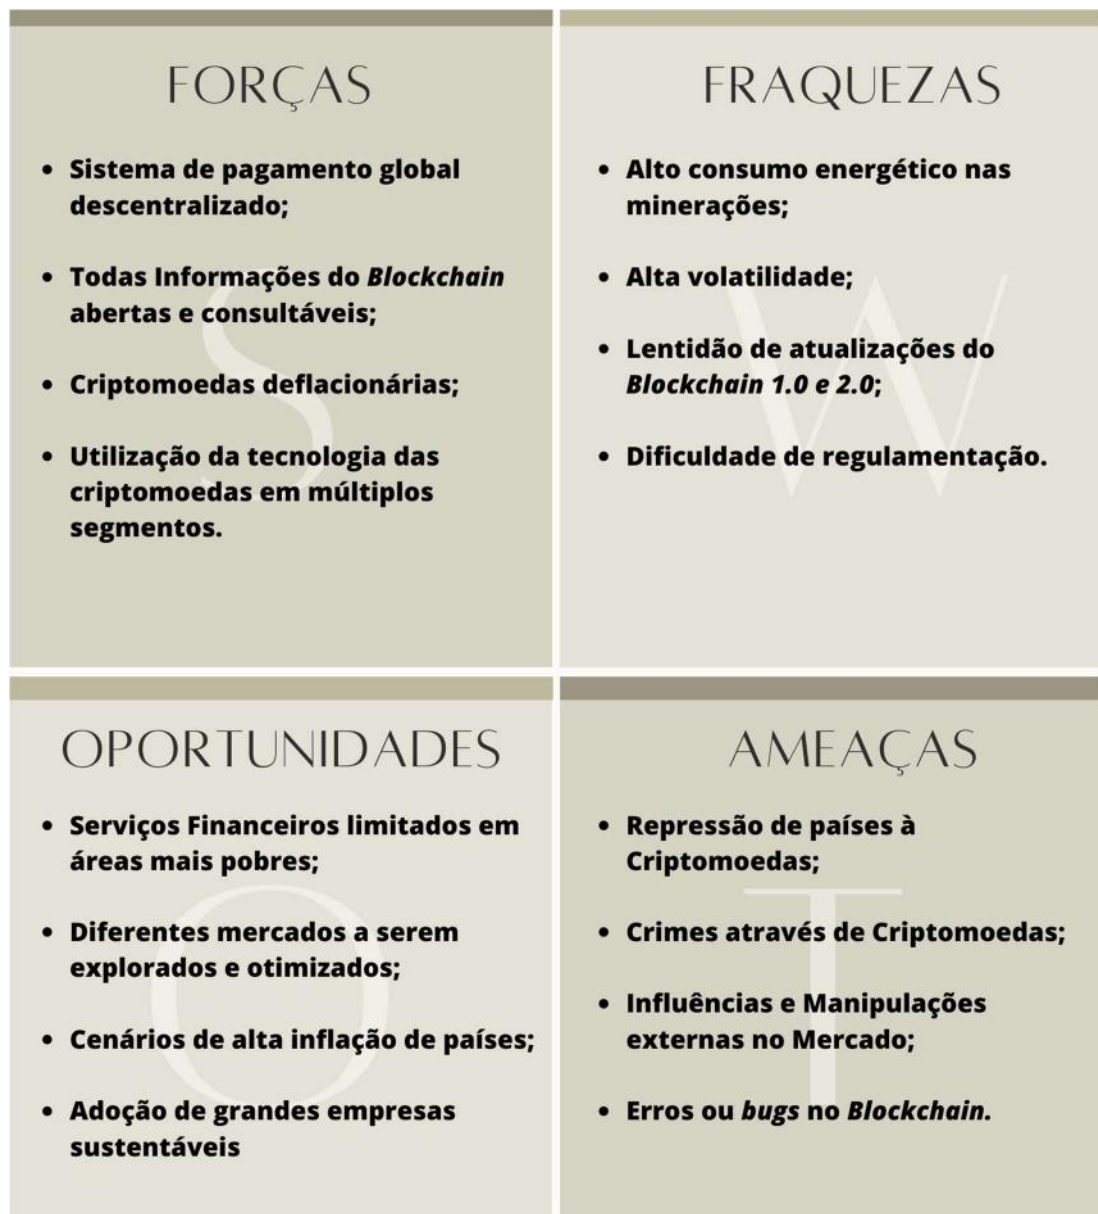 FORÇAS
• Sistema de pagamento global
descentralizado;
• Todas Informações do Blockchain
abertas e consultáveis;
• Criptomoedas deflacionárias;
• Utilização da tecnologia das
criptomoedas em múltiplos
segmentos.
S
FRAQUEZAS
• Alto consumo energético nas
minerações;
• Alta volatilidade;
• Lentidão de atualizações do
Blockchain 1.0 e 2.0;
• Dificuldade de regulamentação.
W
OPORTUNIDADES
• Serviços Financeiros limitados em
áreas mais pobres;
• Diferentes mercados a serem
explorados e otimizados;
• Cenários de alta inflação de países;
• Adoção de grandes empresas
sustentáveis
O
AMEAÇAS
• Repressão de países à
Criptomoedas;
• Crimes através de Criptomoedas;
• Influências e Manipulações
externas no Mercado;
• Erros ou bugs no Blockchain.
T